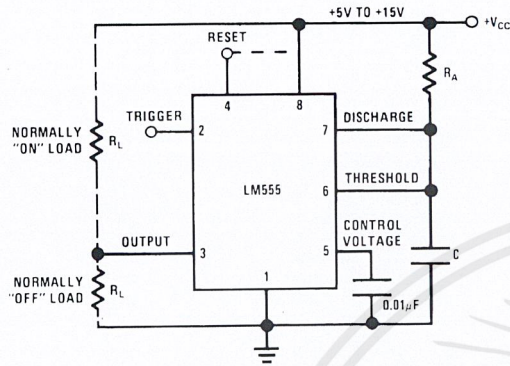 +5V TO +15V
+VCC
RESET
RA
4
8
TRIGGER
2
7
DISCHARGE
NORMALLY
"ON" LOAD
RL
LM555
6
THRESHOLD
CONTROL
VOLTAGE
OUTPUT
3
5
C
NORMALLY
"OFF" LOAD
RL
1
0.01μF